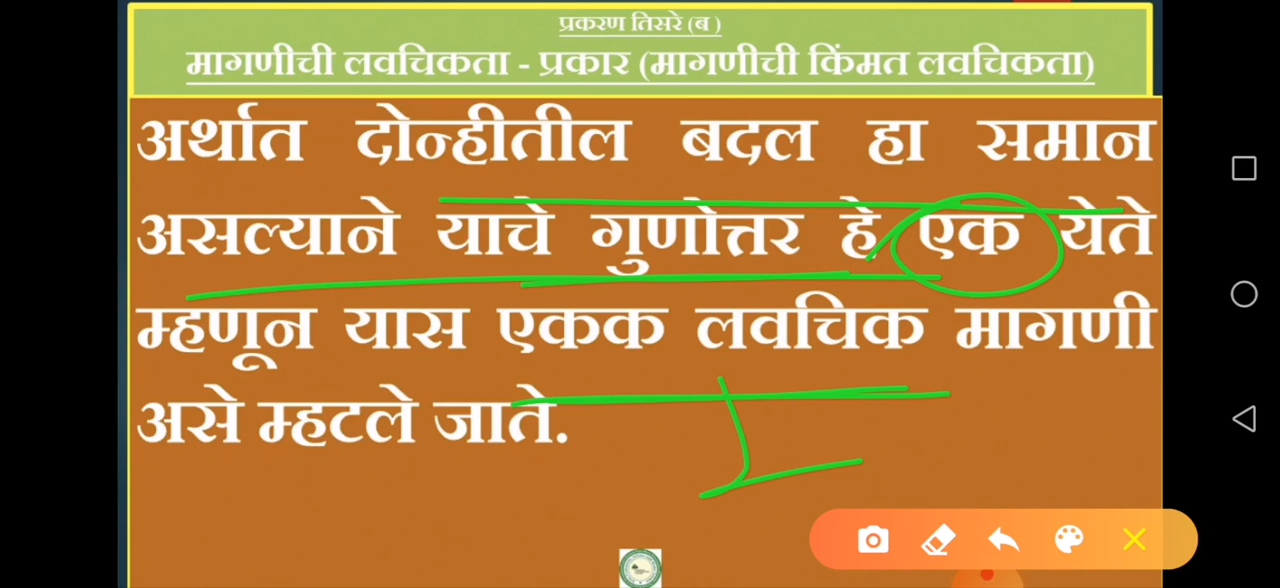 प्रकरण तिसरे (ब )
मागणीची लवचिकता - प्रकार (मागणीची किंमत लवचिकता)
अर्थात दोन्हीतील बदल हा समान
असल्याने याचे गुणोत्तर हे एक येते
म्हणून यास एकक लवचिक मागणी
असे म्हटले जाते.